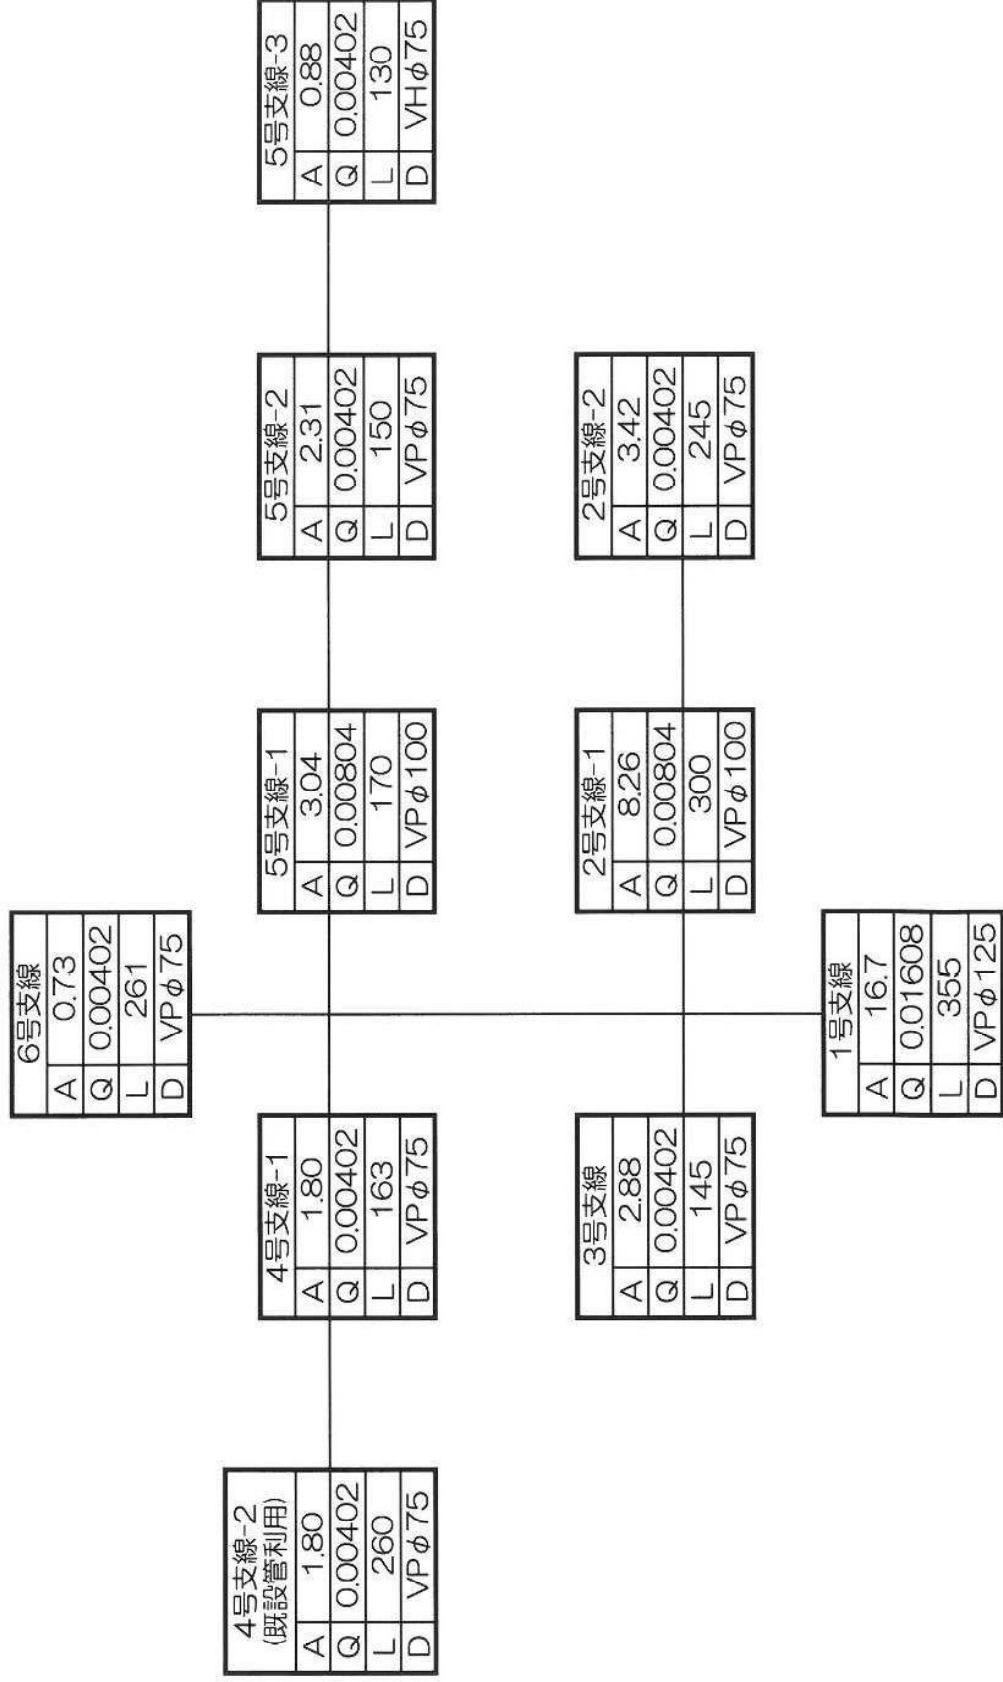 6号支線
A 0.73
Q 0.00402
L 261
D VPφ75
4号支線-2
(既設管利用)
A 1.80
Q 0.00402
L 260
D VPφ75
4号支線-1
A 1.80
Q 0.00402
L 163
D VPφ75
5号支線-1
A 3.04
Q 0.00804
L 170
D VPφ100
5号支線-2
A 2.31
Q 0.00402
L 150
D VPφ75
5号支線-3
A 0.88
Q 0.00402
L 130
D VHφ75
3号支線
A 2.88
Q 0.00402
L 145
D VPφ75
2号支線-1
A 8.26
Q 0.00804
L 300
D VPφ100
2号支線-2
A 3.42
Q 0.00402
L 245
D VPφ75
1号支線
A 16.7
Q 0.01608
L 355
D VPφ125